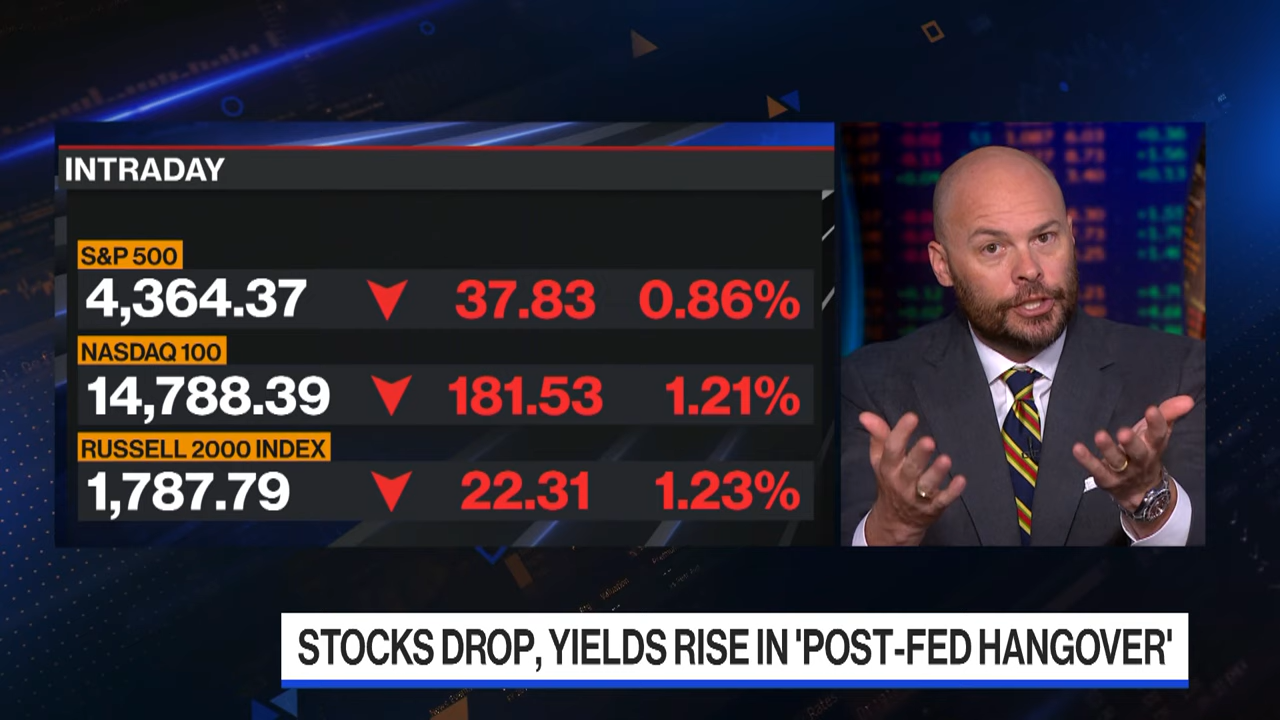 INTRADAY
S&P 500
4,364.37 37.83 0.86%
NASDAQ 100
14,788.39 181.53 1.21%
RUSSELL 2000 INDEX
1,787.79 22.31 1.23%
STOCKS DROP, YIELDS RISE IN 'POST-FED HANGOVER'